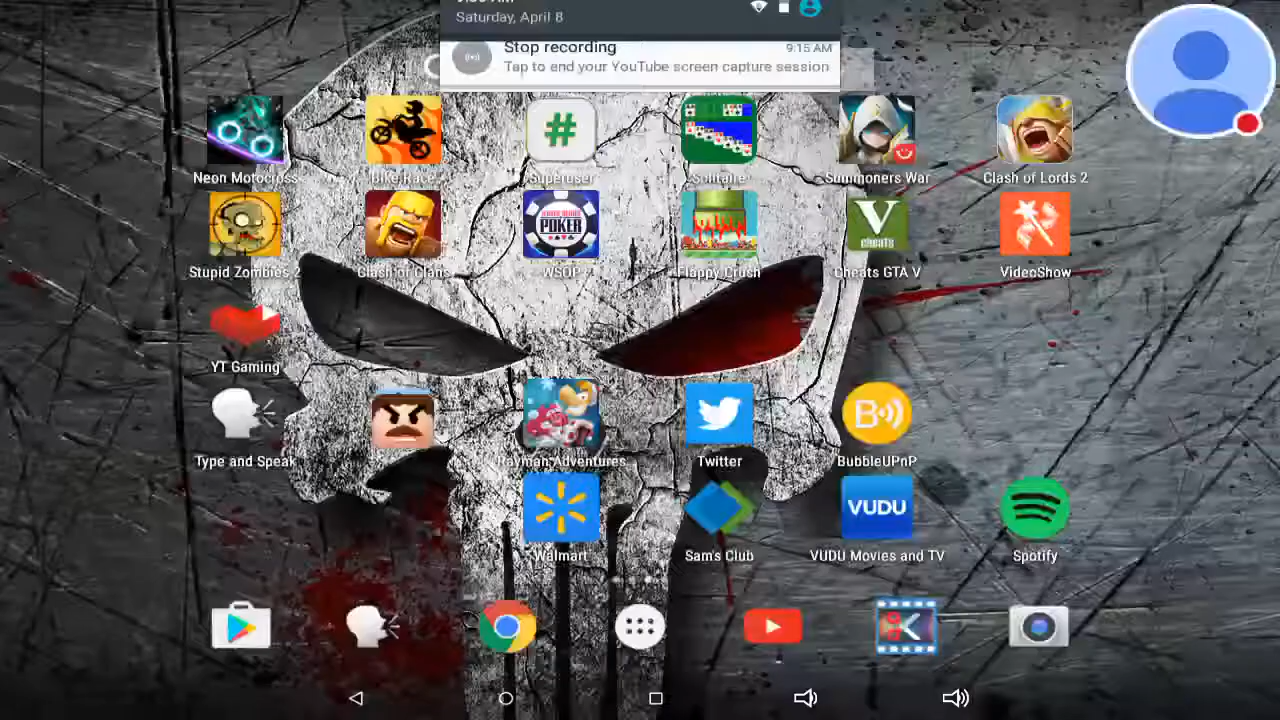 Saturday, April 8
Stop recording
9:15 AM
Tap to end your YouTube screen capture session
Neon Motocross
Bike Race
Superuser
Solitaire
Summoners War
Clash of Lords 2
#
POKER
V
cheats
Stupid Zombies 2
Clash of Clans
WSOP
Flappy Crush
Cheats GTA V
VideoShow
YT Gaming
B
Type and Speak
Rayman Adventures
Twitter
BubbleUPnP
VUDU
Walmart
Sam's Club
VUDU Movies and TV
Spotify